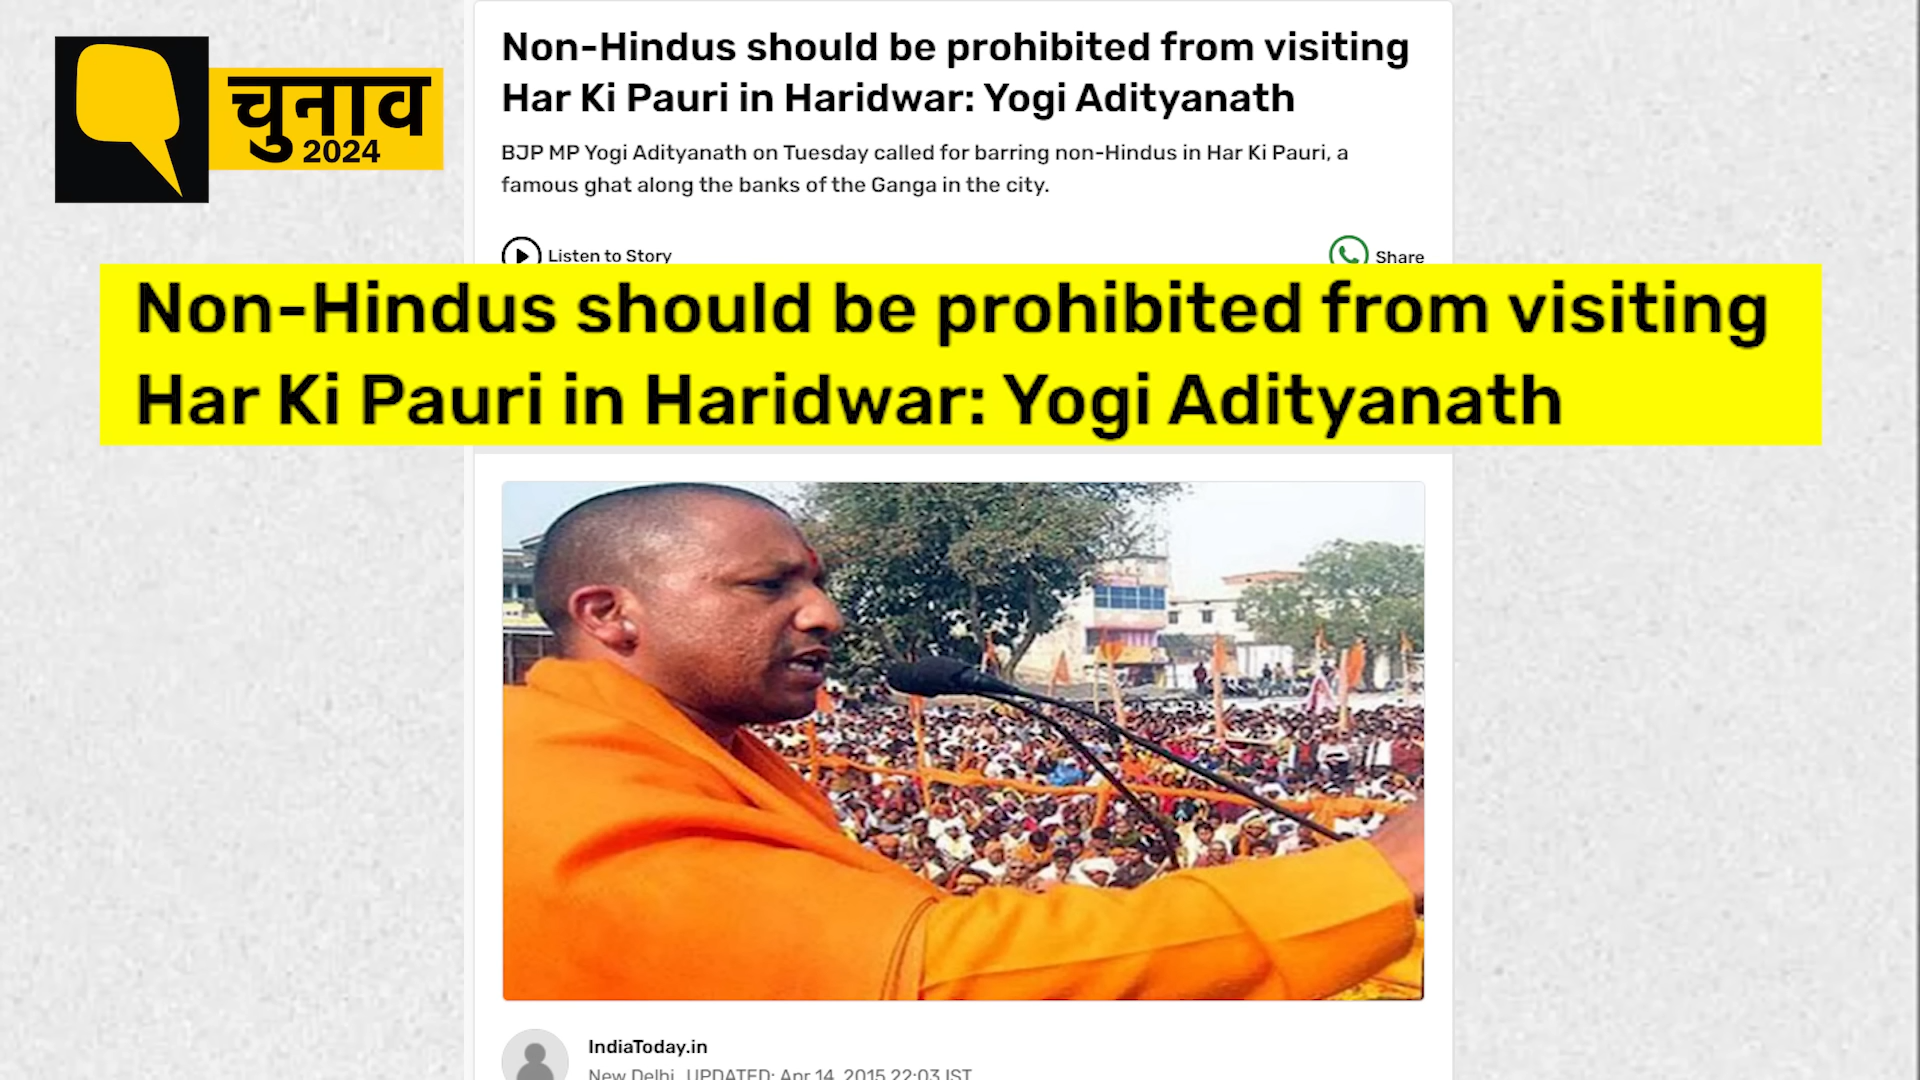 चुनाव
2024
Non-Hindus should be prohibited from visiting
Har Ki Pauri in Haridwar: Yogi Adityanath
BJP MP Yogi Adityanath on Tuesday called for barring non-Hindus in Har Ki Pauri, a
famous ghat along the banks of the Ganga in the city.
Listen to Story
Share
Non-Hindus should be prohibited from visiting
Har Ki Pauri in Haridwar: Yogi Adityanath
IndiaToday.in
New Delhi, UPDATED: Apr 14, 2015 22:03 IST